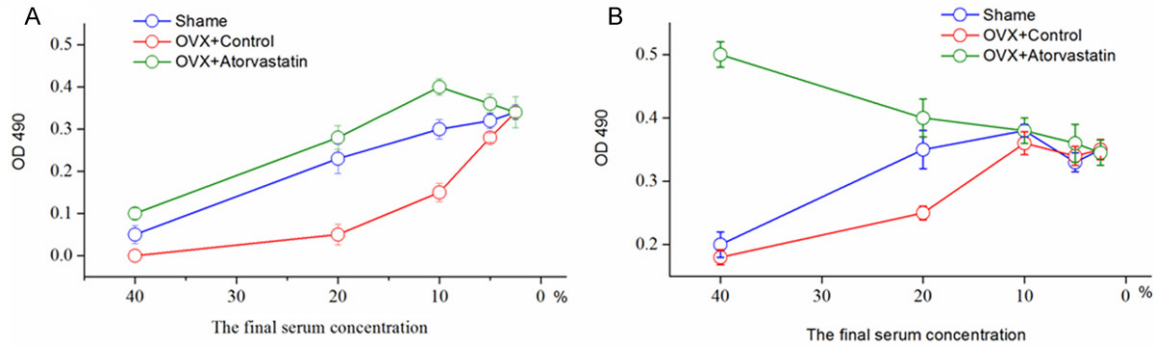 A
Shame
OVX+Control
OVX+Atorvastatin
0.5
0.4
0.3
0.2
0.1
0.0
OD 490
40 30 20 10 0 %
The final serum concentration
B
Shame
OVX+Control
OVX+Atorvastatin
0.5
0.4
0.3
0.2
OD 490
40 30 20 10 0 %
The final serum concentration